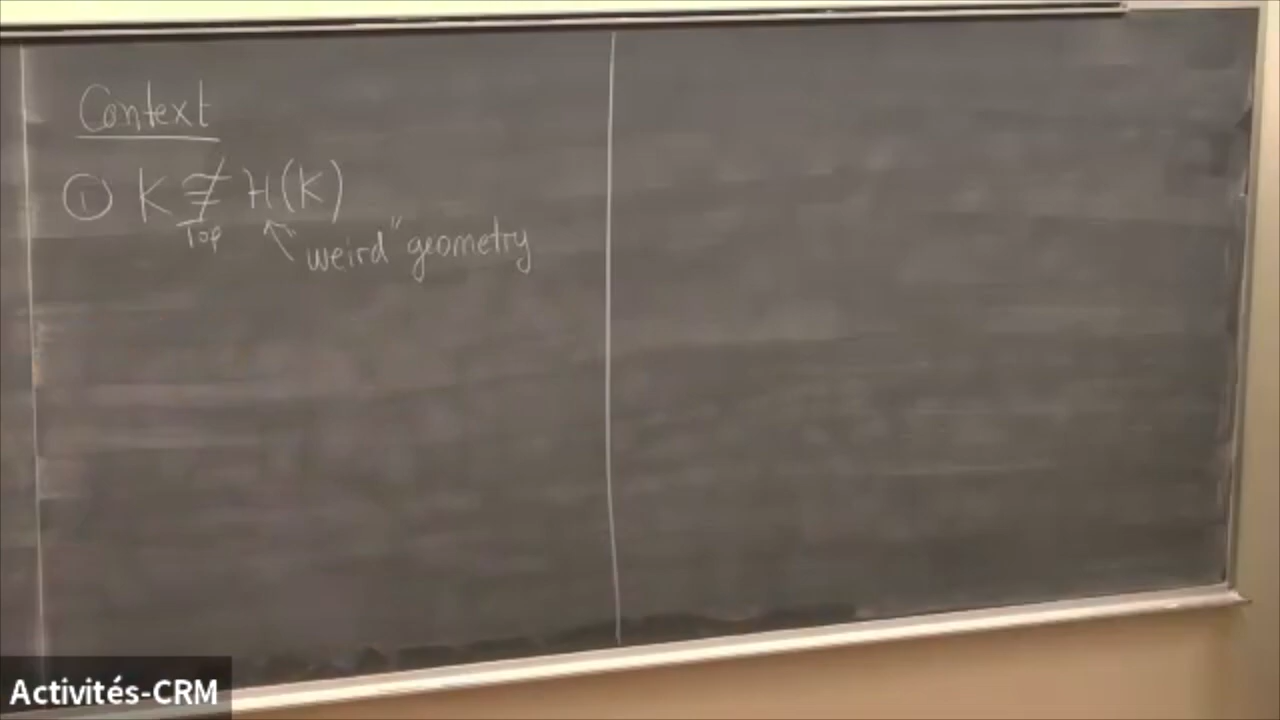 Context
① K ≇ H(K)
Top
"weird" geometry
Activités-CRM